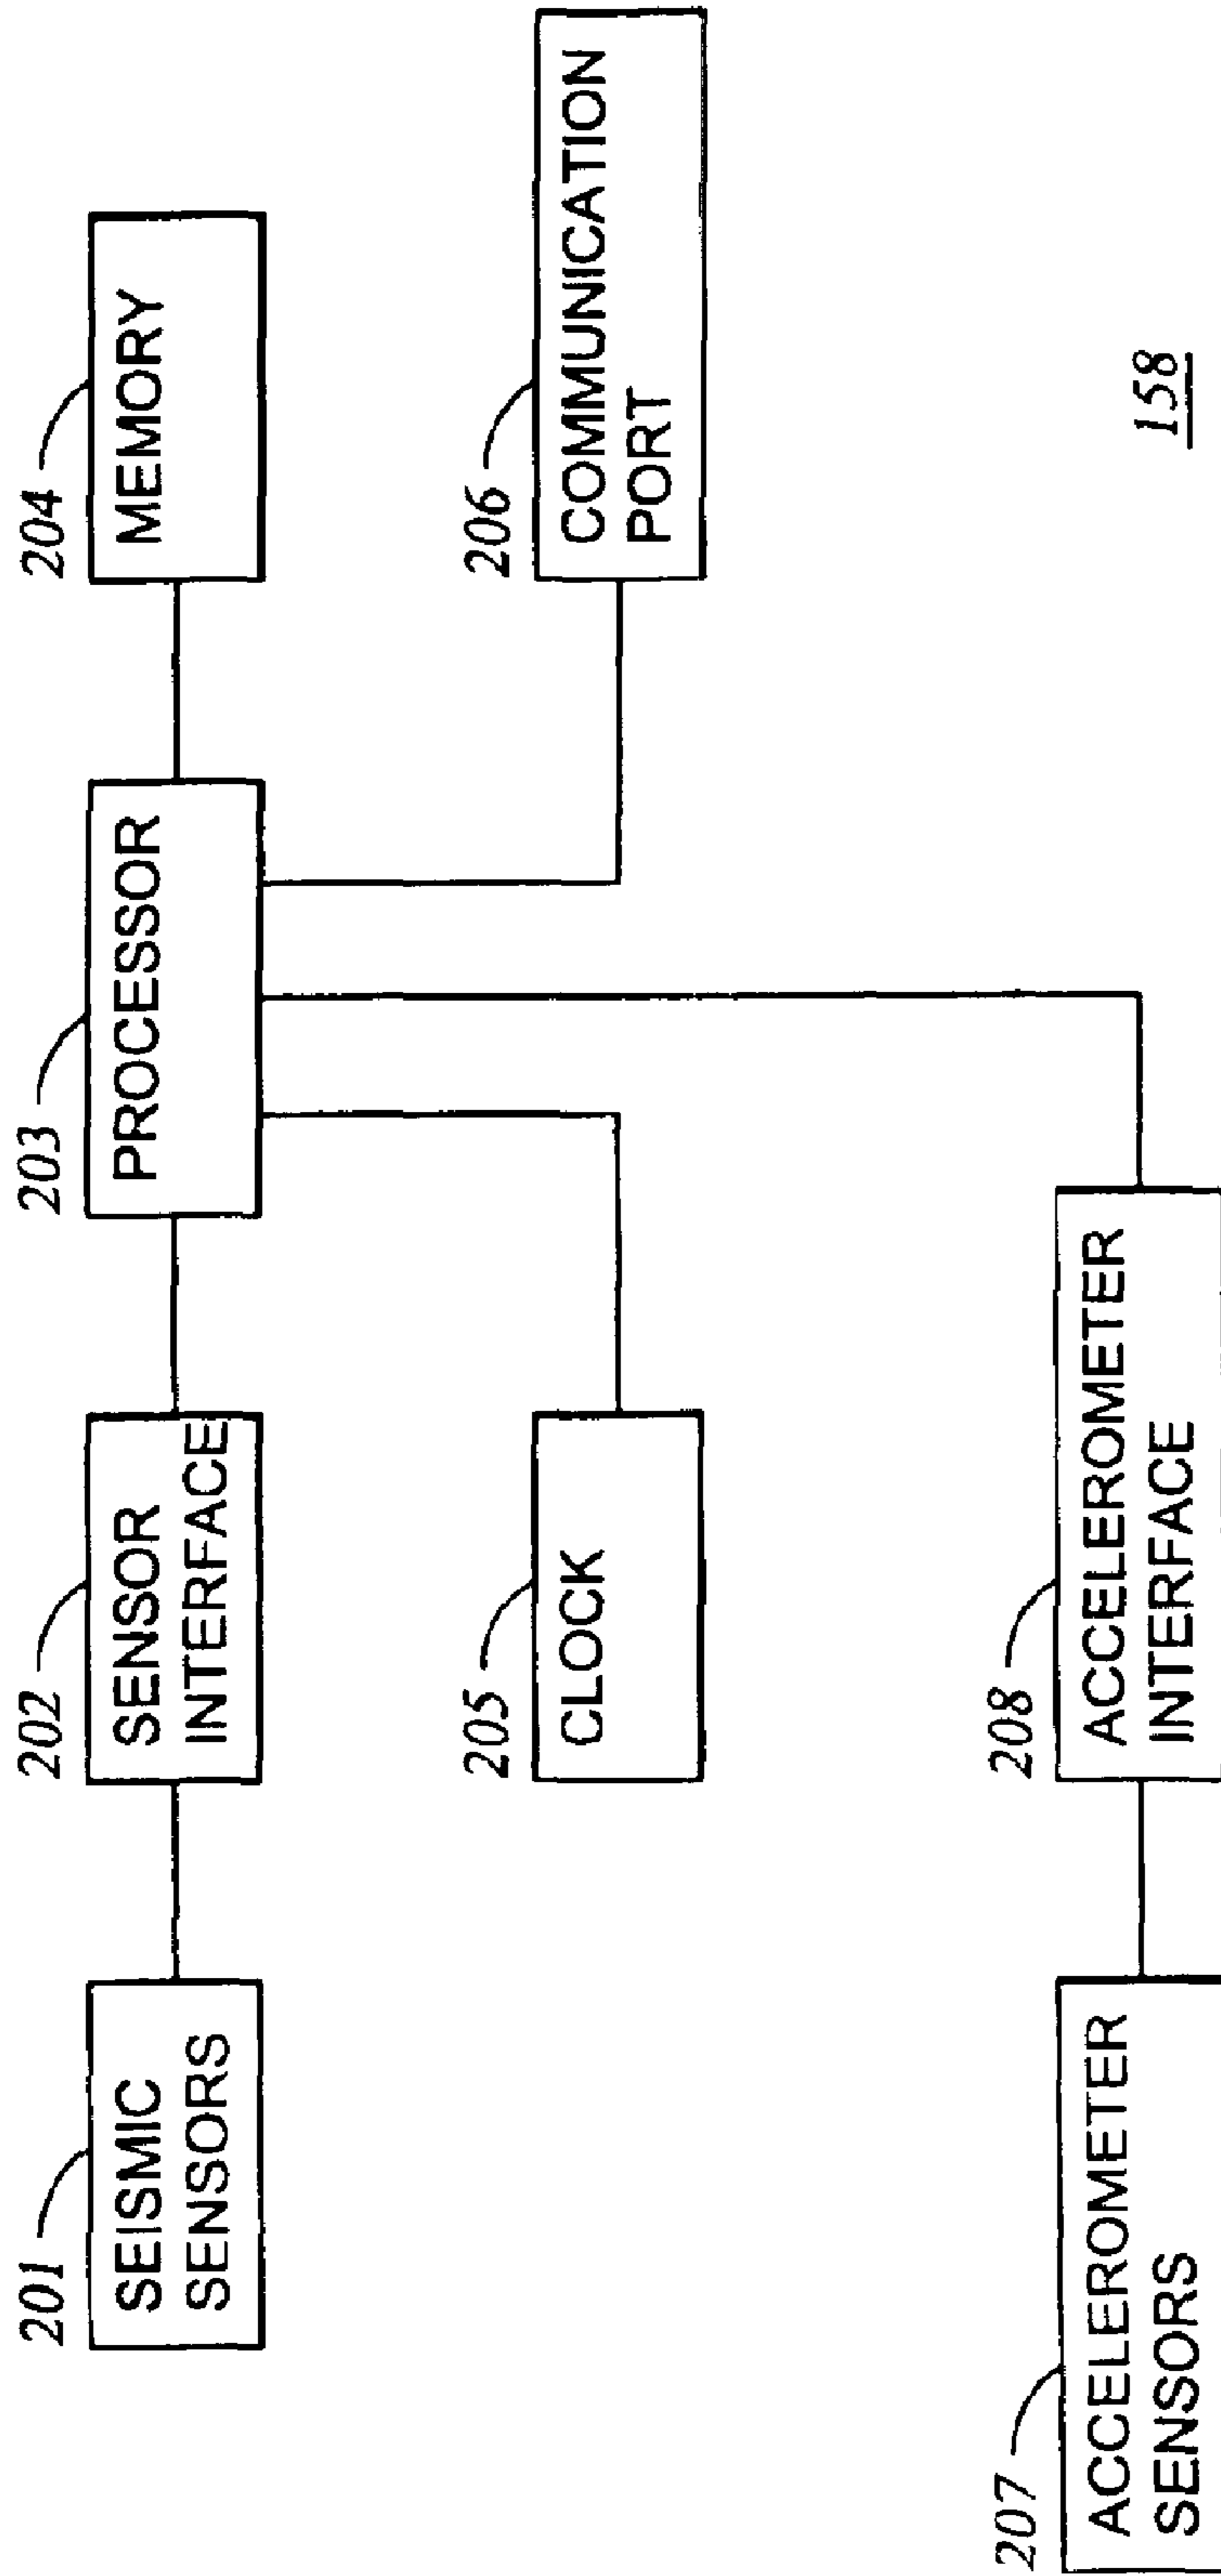 201
SEISMIC
SENSORS
202
SENSOR
INTERFACE
203
PROCESSOR
204
MEMORY
205
CLOCK
206
COMMUNICATION
PORT
207
ACCELEROMETER
SENSORS
208
ACCELEROMETER
INTERFACE
158